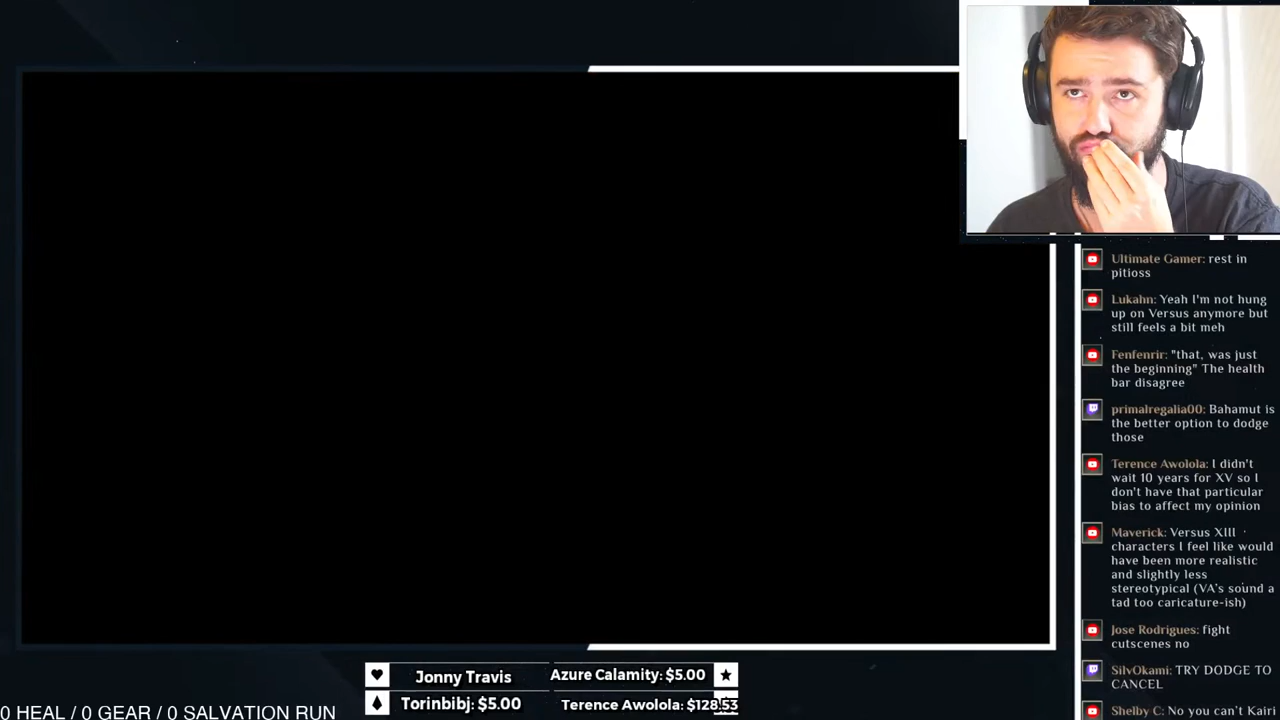 Ultimate Gamer: rest in
pitioss
Lukahn: Yeah I'm not hung
up on Versus anymore but
still feels a bit meh
Fenfenrir: "that, was just
the beginning" The health
bar disagree
primalregalia00: Bahamut is
the better option to dodge
those
Terence Awolola: I didn't
wait 10 years for XV so I
don't have that particular
bias to affect my opinion
Maverick: Versus XIII
characters I feel like would
have been more realistic
and slightly less
stereotypical (VA's sound a
tad too caricature-ish)
Jose Rodrigues: fight
cutscenes no
SilvOkami: TRY DODGE TO
CANCEL
Shelby C: No you can't Kairi
Jonny Travis
Azure Calamity: $5.00
Torinbibj: $5.00
Terence Awolola: $128.53
0 HEAL / 0 GEAR / 0 SALVATION RUN